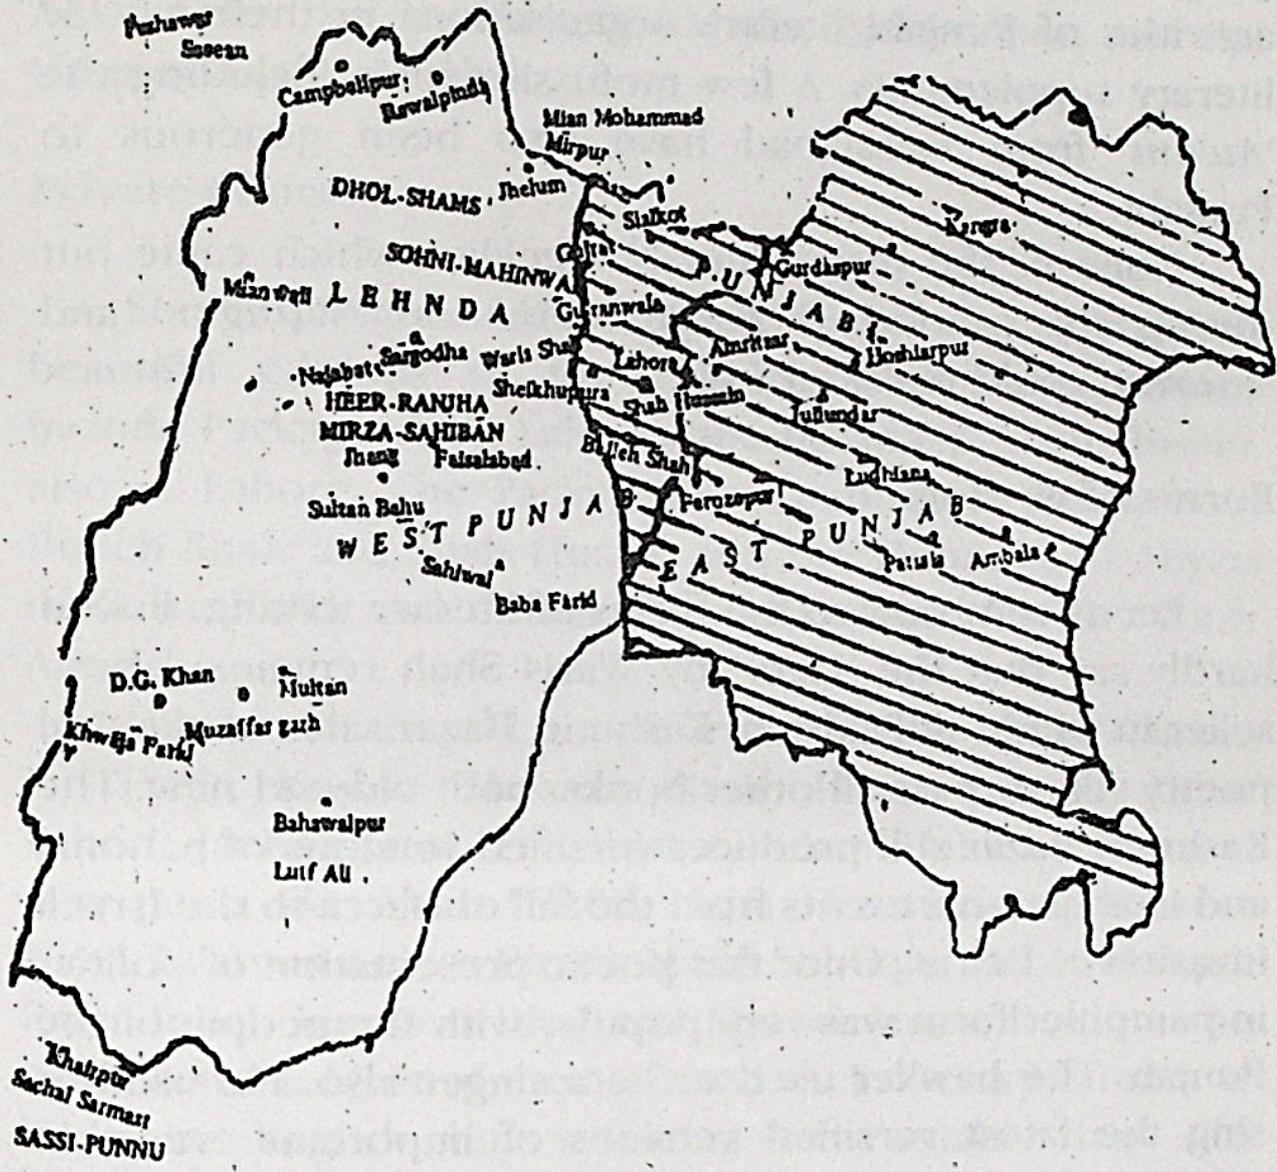 Peshawar
Campbellpur
Rawalpindi
Mian Mohammad
Mirpur
DHOL-SHAMS
Jhelum
Sialkot
Kangra
SOHNI-MAHINWAL
Gujrat
PUNJABI
Gurdaspur
Mianwali
LEHNDA
Gujranwala
Sargodha
Waris Shah
Lahore
Amritsar
Hoshiarpur
Najabat
Sheikhupura
Shah Hussain
HEER-RANJHA
Jullundar
MIRZA-SAHIBAN
Jhang
Faisalabad
Bulleh Shah
Ludhiana
Sultan Bahu
Ferozepur
WEST PUNJAB
EAST PUNJAB
Sahiwal
Patiala
Ambala
Baba Farid
D.G. Khan
Multan
Khwaja Farid
Muzaffargarh
Bahawalpur
Lutf Ali
Khairpur
Sachal Sarmast
SASSI-PUNNU